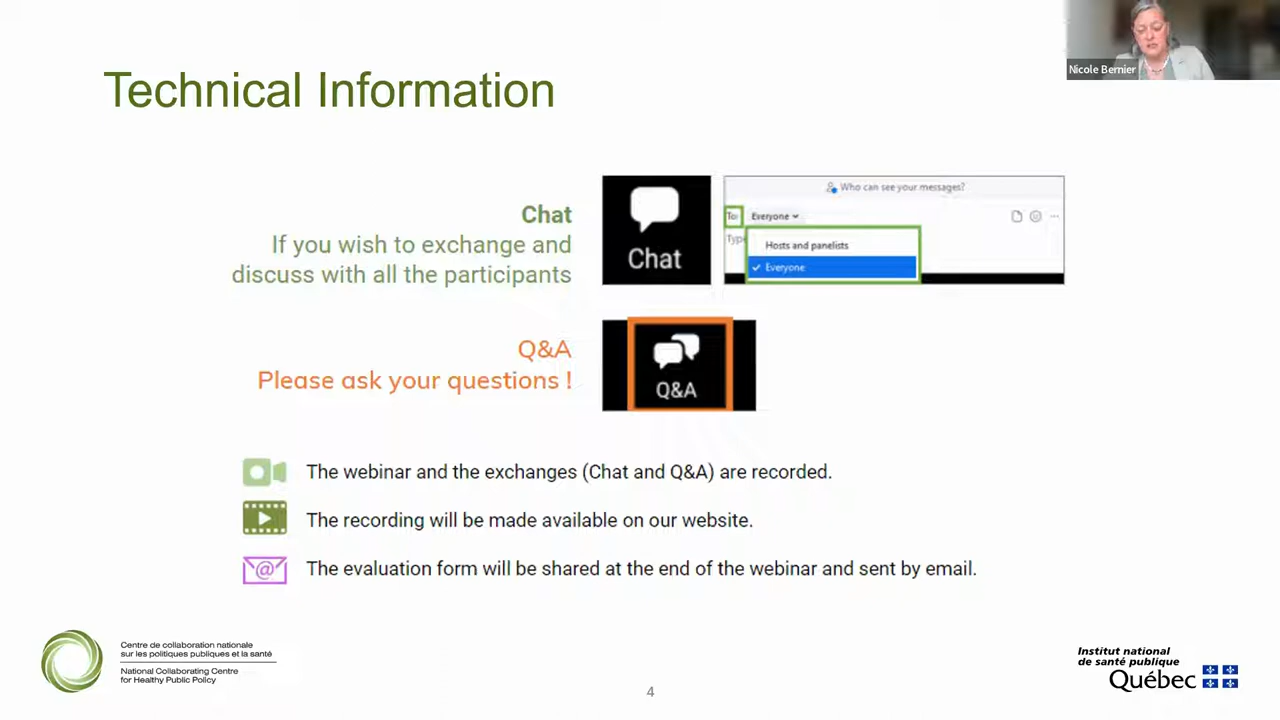 Nicole Bernier
Technical Information
Chat
If you wish to exchange and
discuss with all the participants
Chat
Who can see your messages?
To:
Everyone
Type
Hosts and panelists
Everyone
Q&A
Please ask your questions !
Q&A
The webinar and the exchanges (Chat and Q&A) are recorded.
The recording will be made available on our website.
@
The evaluation form will be shared at the end of the webinar and sent by email.
Centre de collaboration nationale
sur les politiques publiques et la santé
National Collaborating Centre
for Healthy Public Policy
4
Institut national
de santé publique
Québec